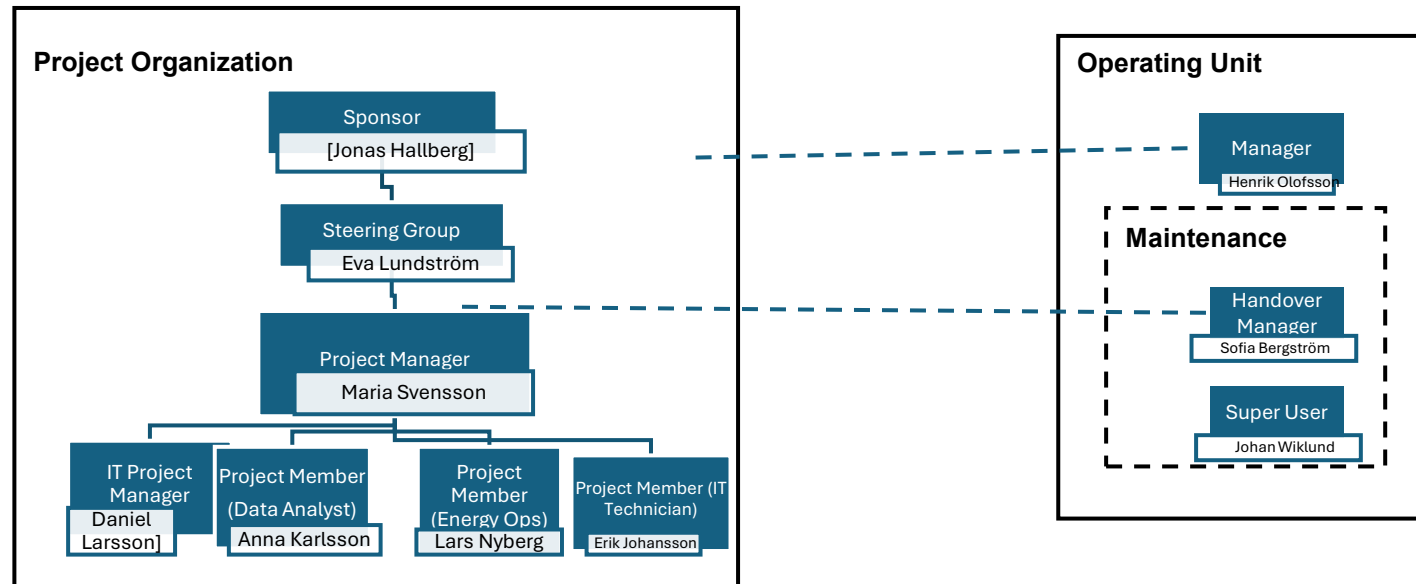 Project Organization
Sponsor
[Jonas Hallberg]
Steering Group
Eva Lundström
Project Manager
Maria Svensson
IT Project
Manager
Daniel
Larsson]
Project Member
(Data Analyst)
Anna Karlsson
Project
Member
(Energy Ops)
Lars Nyberg
Project Member (IT
Technician)
Erik Johansson
Operating Unit
Manager
Henrik Olofsson
Maintenance
Handover
Manager
Sofia Bergström
Super User
Johan Wiklund